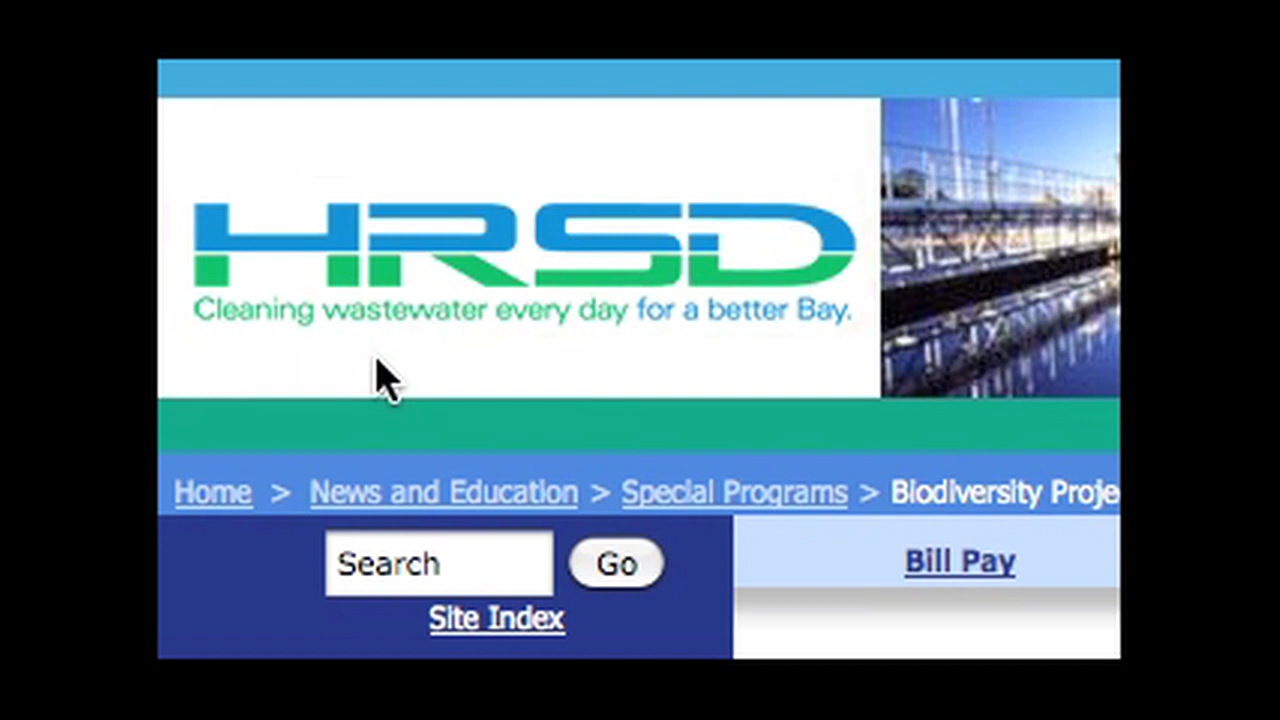 HRSD
Cleaning wastewater every day for a better Bay.
Home > News and Education > Special Programs > Biodiversity Proje
Search Go
Bill Pay
Site Index